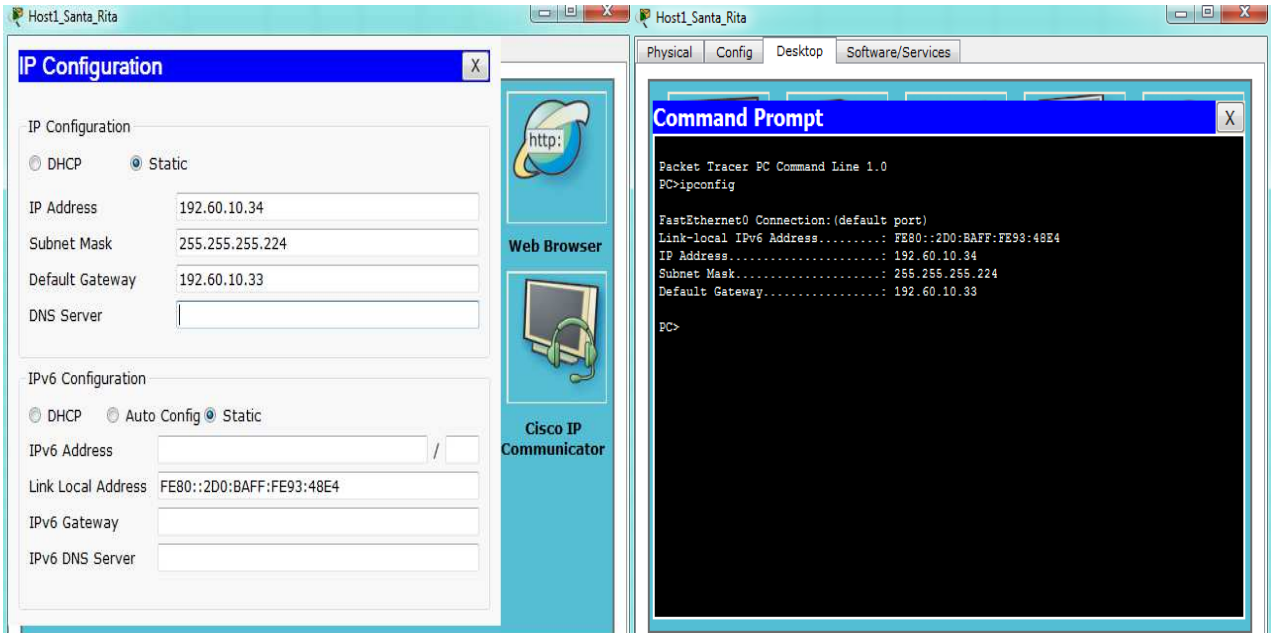 Host1_Santa_Rita
X
IP Configuration
X
IP Configuration
DHCP
Static
IP Address
192.60.10.34
Subnet Mask
255.255.255.224
Default Gateway
192.60.10.33
DNS Server
IPv6 Configuration
DHCP
Auto Config
Static
IPv6 Address
/
Link Local Address
FE80::2D0:BAFF:FE93:48E4
IPv6 Gateway
IPv6 DNS Server
http:
Web Browser
Cisco IP
Communicator
Host1_Santa_Rita
X
Physical
Config
Desktop
Software/Services
Command Prompt
X
Packet Tracer PC Command Line 1.0
PC>ipconfig
FastEthernet0 Connection:(default port)
Link-local IPv6 Address.........: FE80::2D0:BAFF:FE93:48E4
IP Address......................: 192.60.10.34
Subnet Mask.....................: 255.255.255.224
Default Gateway.................: 192.60.10.33
PC>